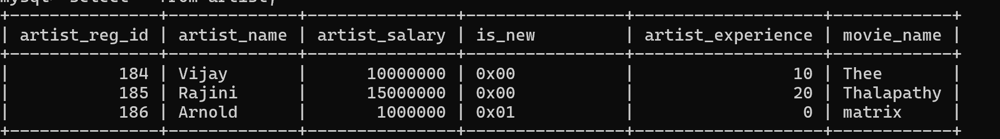 mysql> select * from artist;
+---------------+-------------+---------------+----------------+-------------------+------------+
| artist_reg_id | artist_name | artist_salary | is_new         | artist_experience | movie_name |
+---------------+-------------+---------------+----------------+-------------------+------------+
|           184 | Vijay       |      10000000 | 0x00           |                10 | Thee       |
|           185 | Rajini      |      15000000 | 0x00           |                20 | Thalapathy |
|           186 | Arnold      |       1000000 | 0x01           |                 0 | matrix     |
+---------------+-------------+---------------+----------------+-------------------+------------+